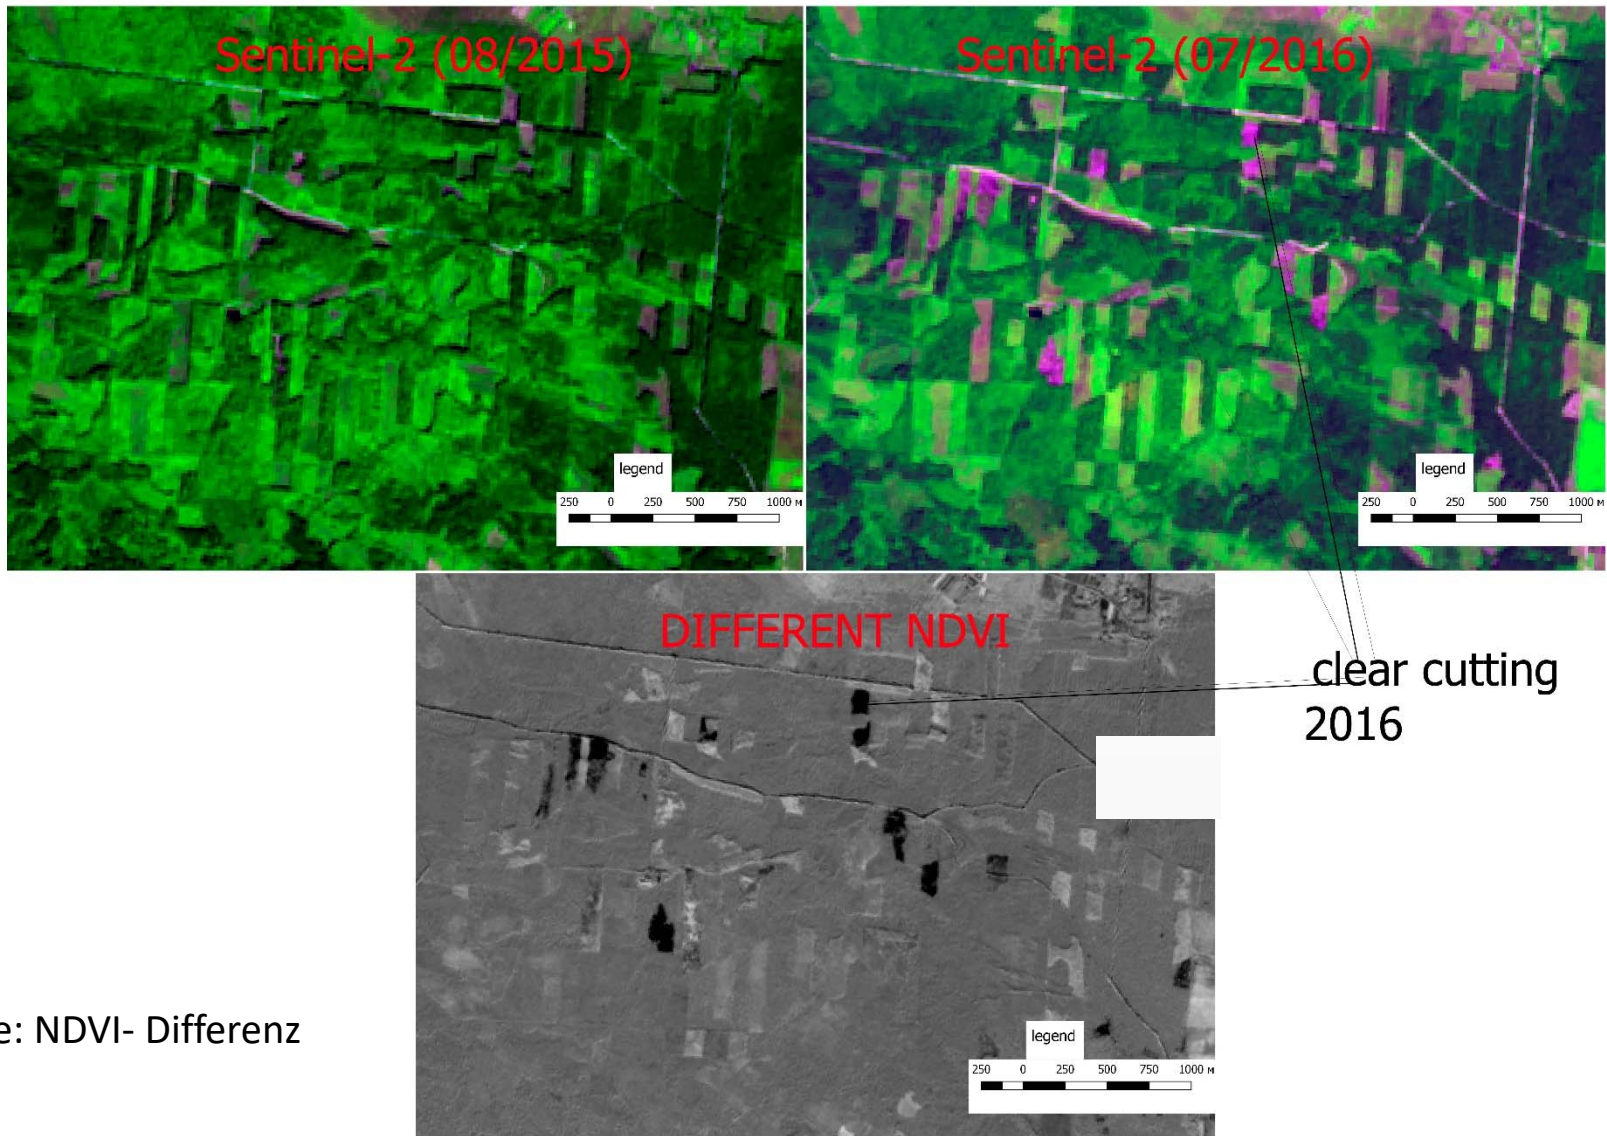 Sentinel-2 (08/2015)
Sentinel-2 (07/2016)
legend
250 0 250 500 750 1000 м
legend
250 0 250 500 750 1000 м
DIFFERENT NDVI
clear cutting
2016
legend
250 0 250 500 750 1000 м
e: NDVI- Differenz